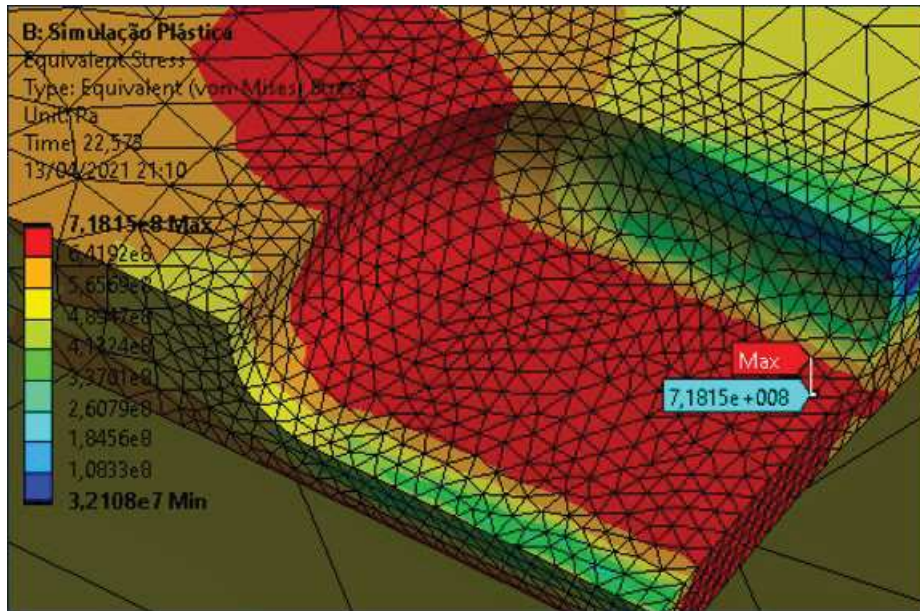 B: Simulação Plástica
Equivalent Stress
Type: Equivalent (von-Mises) Stress
Unit: Pa
Time: 22,573
13/04/2021 21:10
7,1815e8 Max
6,4192e8
5,6569e8
4,8947e8
4,1324e8
3,3701e8
2,6079e8
1,8456e8
1,0833e8
3,2108e7 Min
Max
7,1815e+008